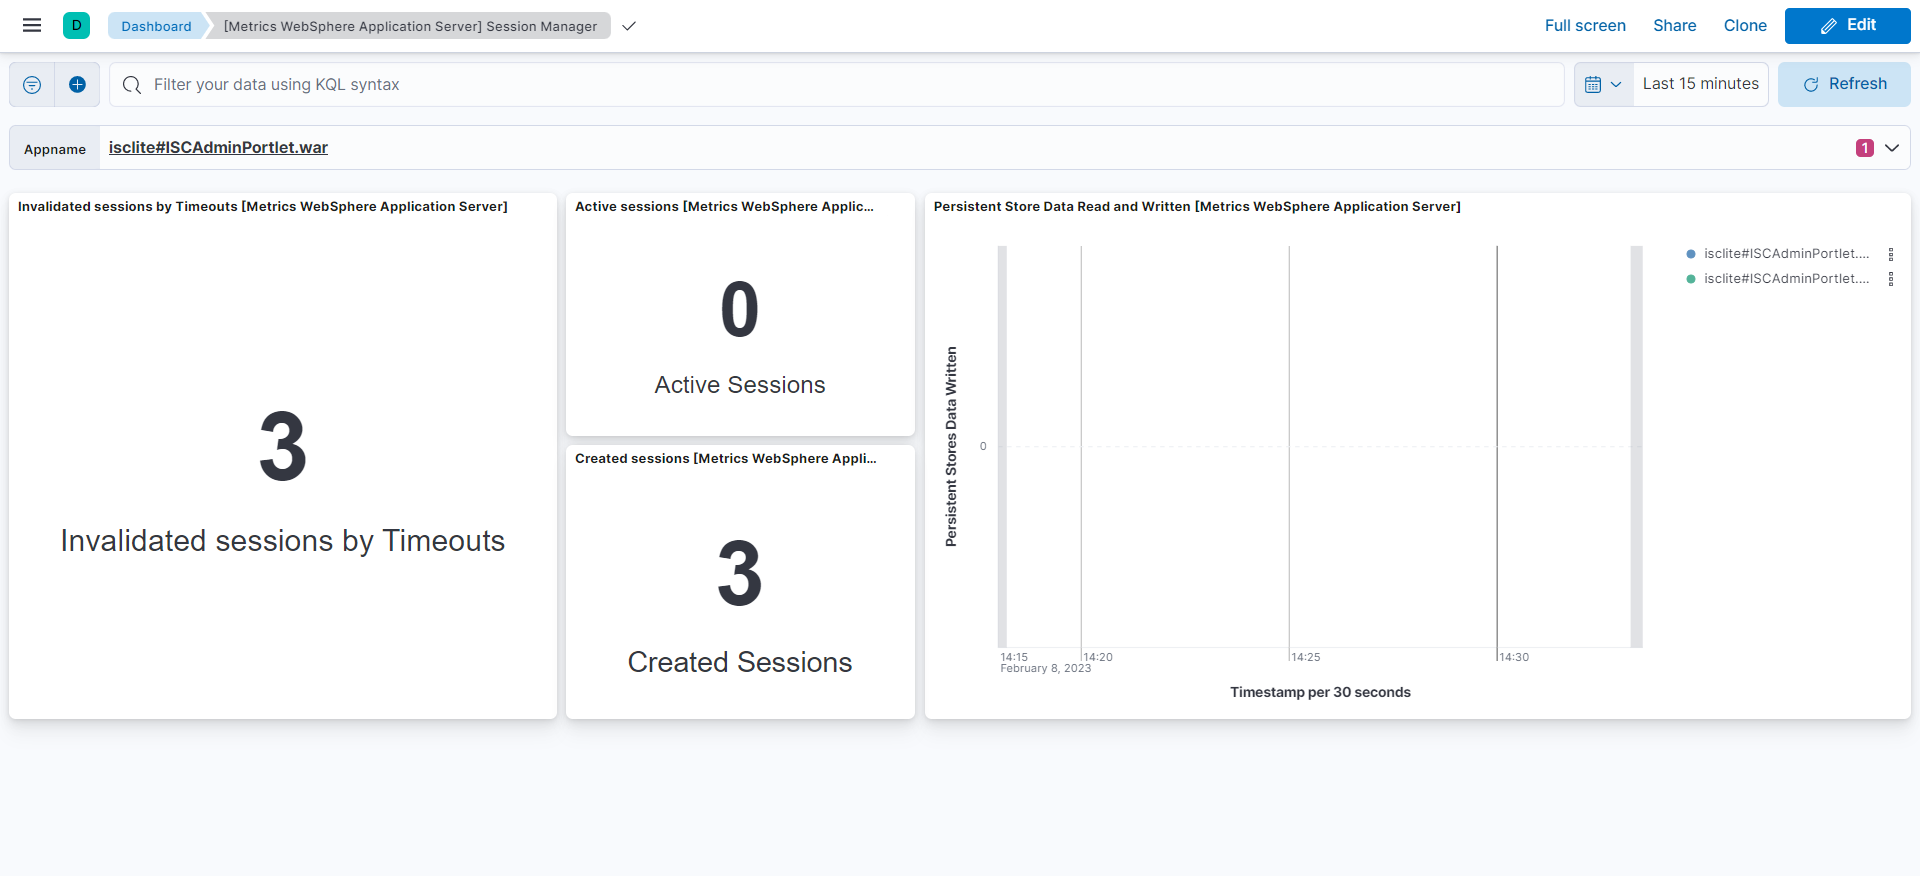 D
Dashboard
[Metrics WebSphere Application Server] Session Manager
Full screen
Share
Clone
Edit
Filter your data using KQL syntax
Last 15 minutes
Refresh
Appname
isclite#ISCAdminPortlet.war
1
Invalidated sessions by Timeouts [Metrics WebSphere Application Server]
3
Invalidated sessions by Timeouts
Active sessions [Metrics WebSphere Applic...
0
Active Sessions
Created sessions [Metrics WebSphere Appli...
3
Created Sessions
Persistent Store Data Read and Written [Metrics WebSphere Application Server]
Persistent Stores Data Written
0
14:15
14:20
14:25
14:30
February 8, 2023
Timestamp per 30 seconds
isclite#ISCAdminPortlet....
isclite#ISCAdminPortlet....